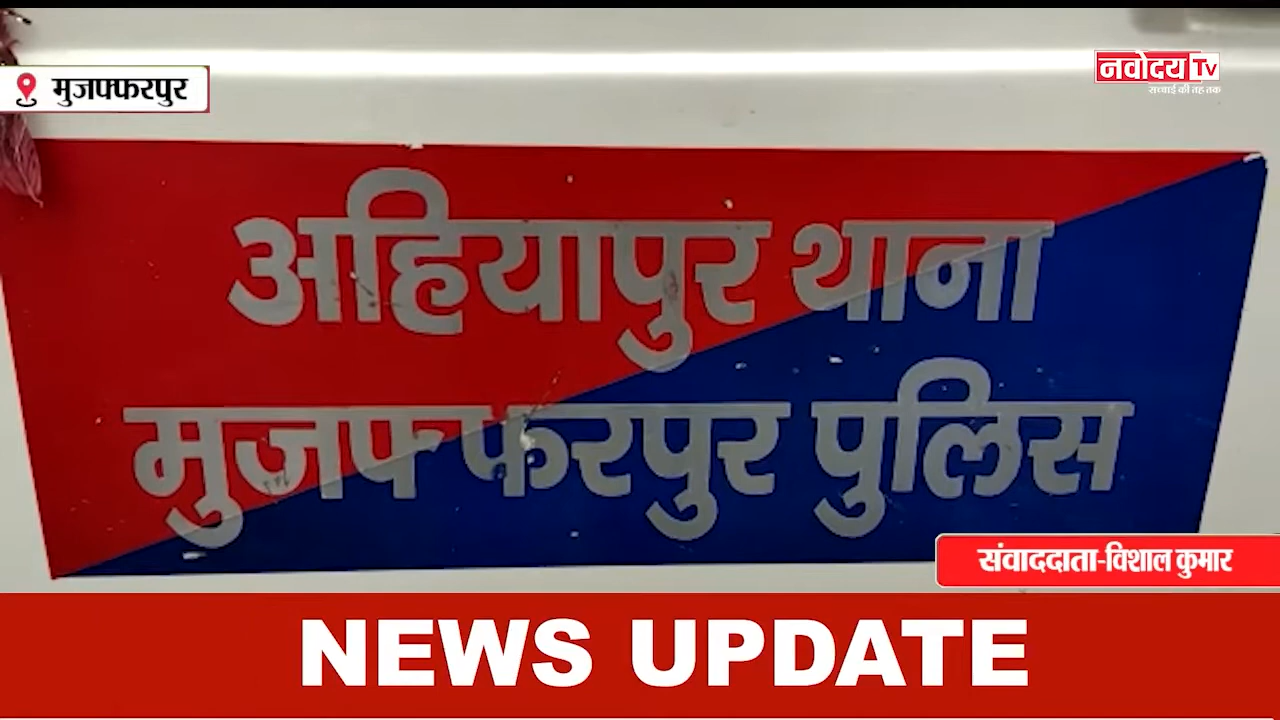 मुजफ्फरपुर
नवोदय Tv
सच्चाई की तह तक
अहियापुर थाना
मुजफ्फरपुर पुलिस
संवाददाता-विशाल कुमार
NEWS UPDATE